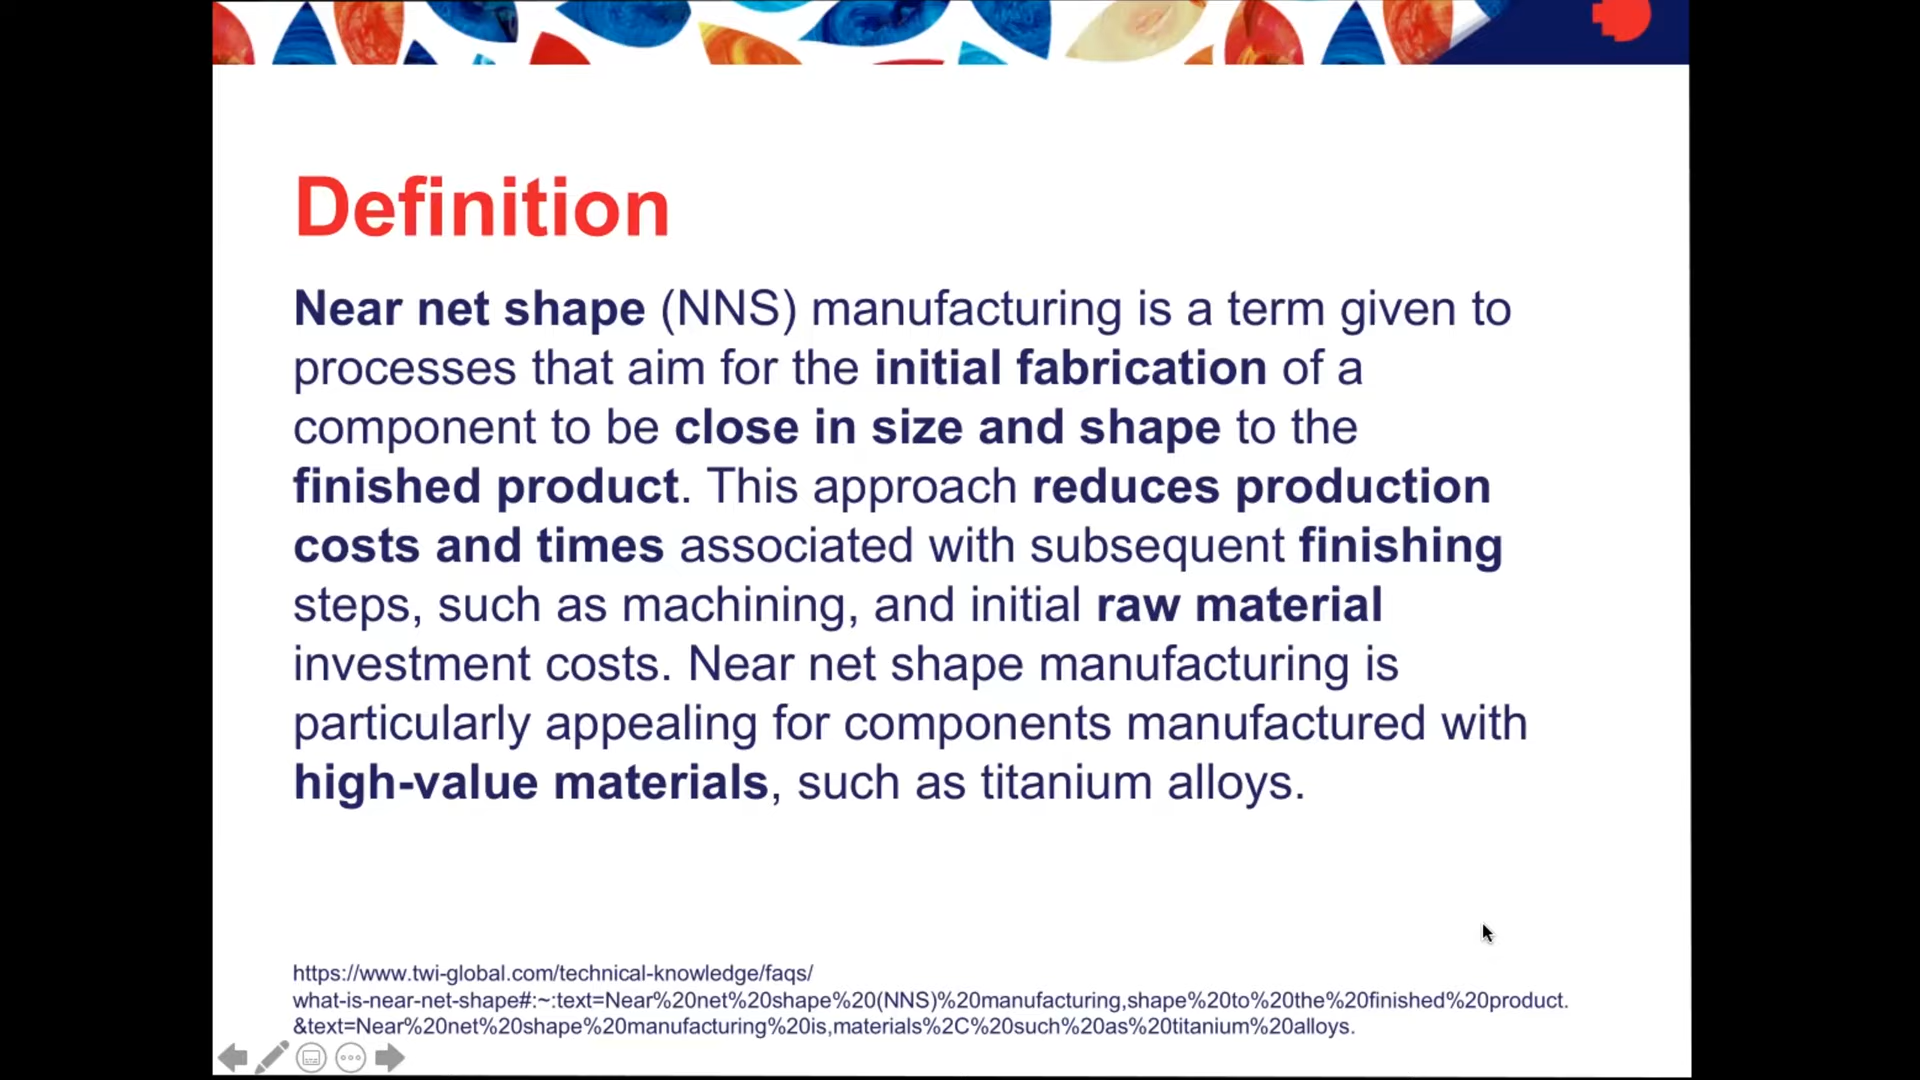 Definition
Near net shape (NNS) manufacturing is a term given to
processes that aim for the initial fabrication of a
component to be close in size and shape to the
finished product. This approach reduces production
costs and times associated with subsequent finishing
steps, such as machining, and initial raw material
investment costs. Near net shape manufacturing is
particularly appealing for components manufactured with
high-value materials, such as titanium alloys.
https://www.twi-global.com/technical-knowledge/faqs/
what-is-near-net-shape#:~:text=Near%20net%20shape%20(NNS)%20manufacturing,shape%20to%20the%20finished%20product.
&text=Near%20net%20shape%20manufacturing%20is,materials%2C%20such%20as%20titanium%20alloys.